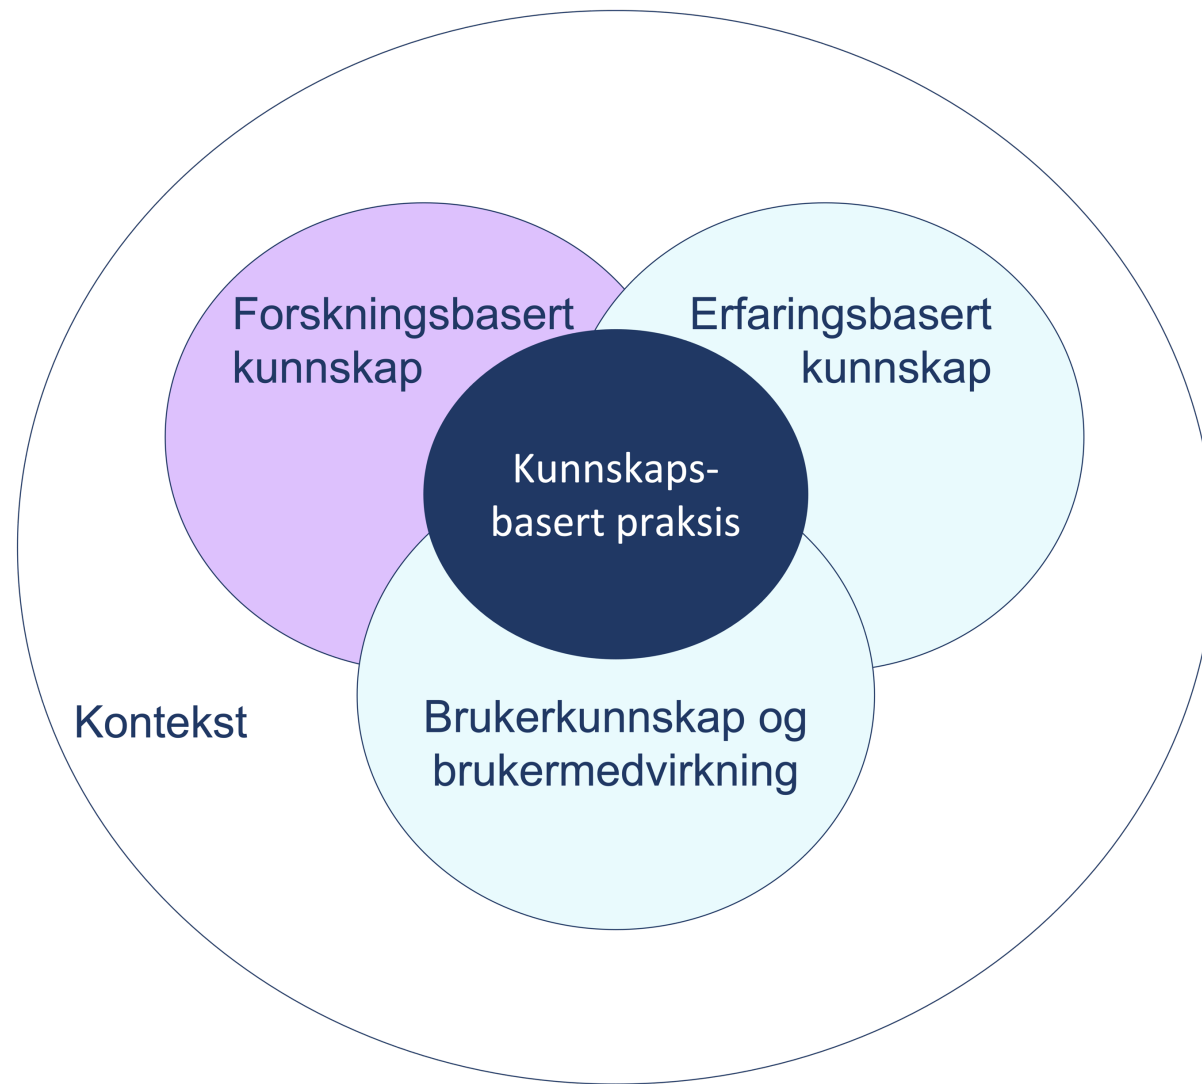 Forskningsbasert
kunnskap
Erfaringsbasert
kunnskap
Kunnskaps-
basert praksis
Kontekst
Brukerkunnskap og
brukermedvirkning